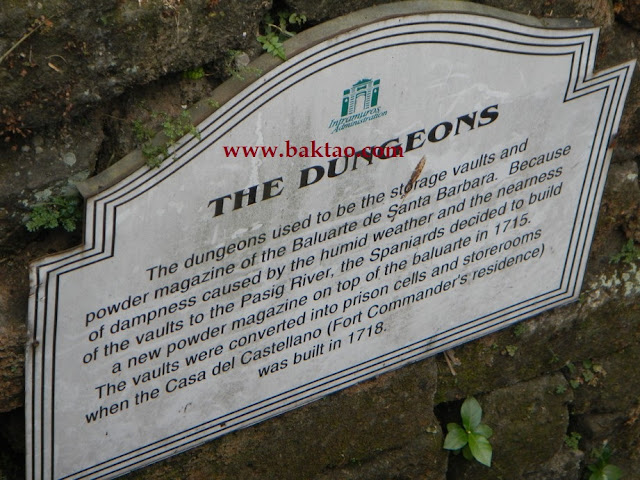 Intramuros
Administration
www.baktao.com
THE DUNGEONS
The dungeons used to be the storage vaults and
powder magazine of the Baluarte de Santa Barbara. Because
of dampness caused by the humid weather and the nearness
of the vaults to the Pasig River, the Spaniards decided to build
a new powder magazine on top of the baluarte in 1715.
The vaults were converted into prison cells and storerooms
when the Casa del Castellano (Fort Commander's residence)
was built in 1718.